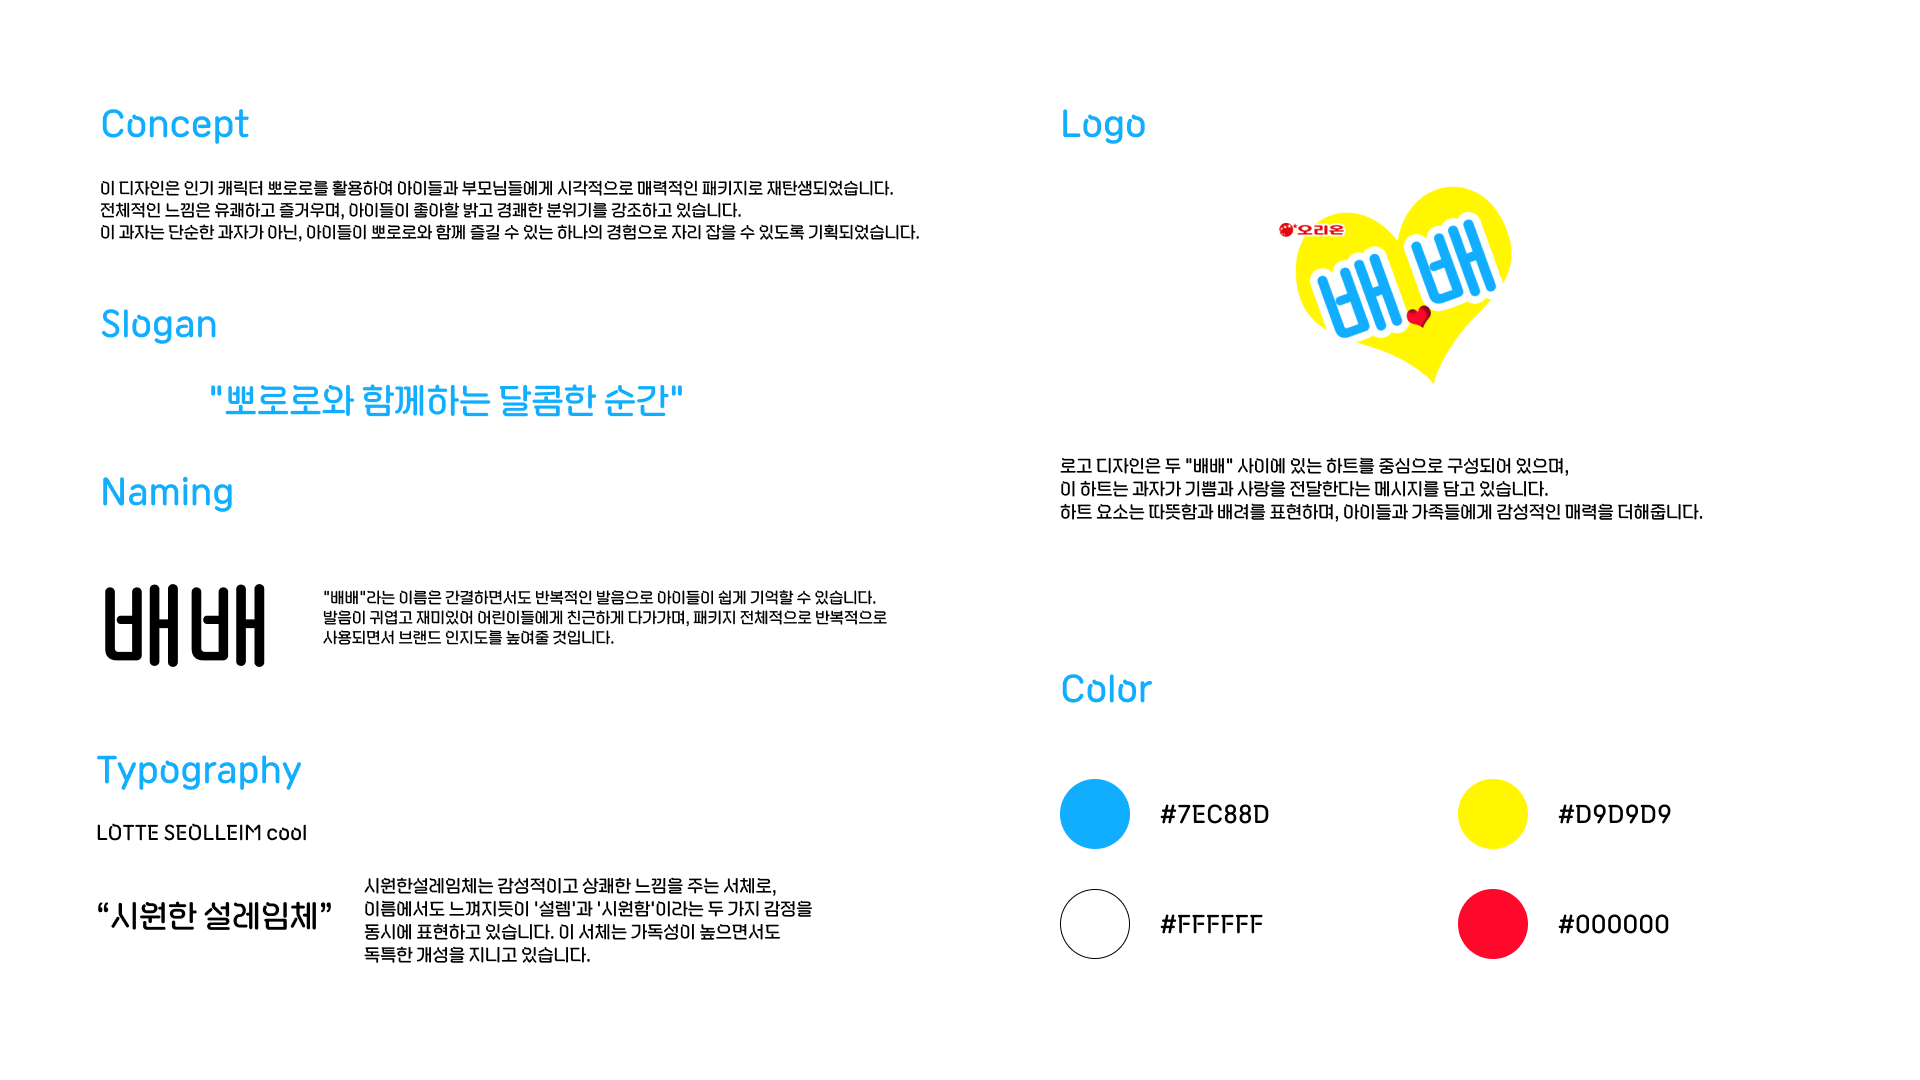 Concept
이 디자인은 인기 캐릭터 뽀로로를 활용하여 아이들과 부모님들에게 시각적으로 매력적인 패키지로 재탄생되었습니다.
전체적인 느낌은 유쾌하고 즐거우며, 아이들이 좋아할 밝고 경쾌한 분위기를 강조하고 있습니다.
이 과자는 단순한 과자가 아닌, 아이들이 뽀로로와 함께 즐길 수 있는 하나의 경험으로 자리 잡을 수 있도록 기획되었습니다.
Slogan
"뽀로로와 함께하는 달콤한 순간"
Naming
배배
"배배"라는 이름은 간결하면서도 반복적인 발음으로 아이들이 쉽게 기억할 수 있습니다.
발음이 귀엽고 재미있어 어린이들에게 친근하게 다가가며, 패키지 전체적으로 반복적으로
사용되면서 브랜드 인지도를 높여줄 것입니다.
Typography
LOTTE SEOLLEIM cool
“시원한 설레임체”
시원한설레임체는 감성적이고 상쾌한 느낌을 주는 서체로,
이름에서도 느껴지듯이 '설렘'과 '시원함'이라는 두 가지 감정을
동시에 표현하고 있습니다. 이 서체는 가독성이 높으면서도
독특한 개성을 지니고 있습니다.
Logo
오리온
배배
로고 디자인은 두 "배배" 사이에 있는 하트를 중심으로 구성되어 있으며,
이 하트는 과자가 기쁨과 사랑을 전달한다는 메시지를 담고 있습니다.
하트 요소는 따뜻함과 배려를 표현하며, 아이들과 가족들에게 감성적인 매력을 더해줍니다.
Color
#7EC88D
#D9D9D9
#FFFFFF
#000000